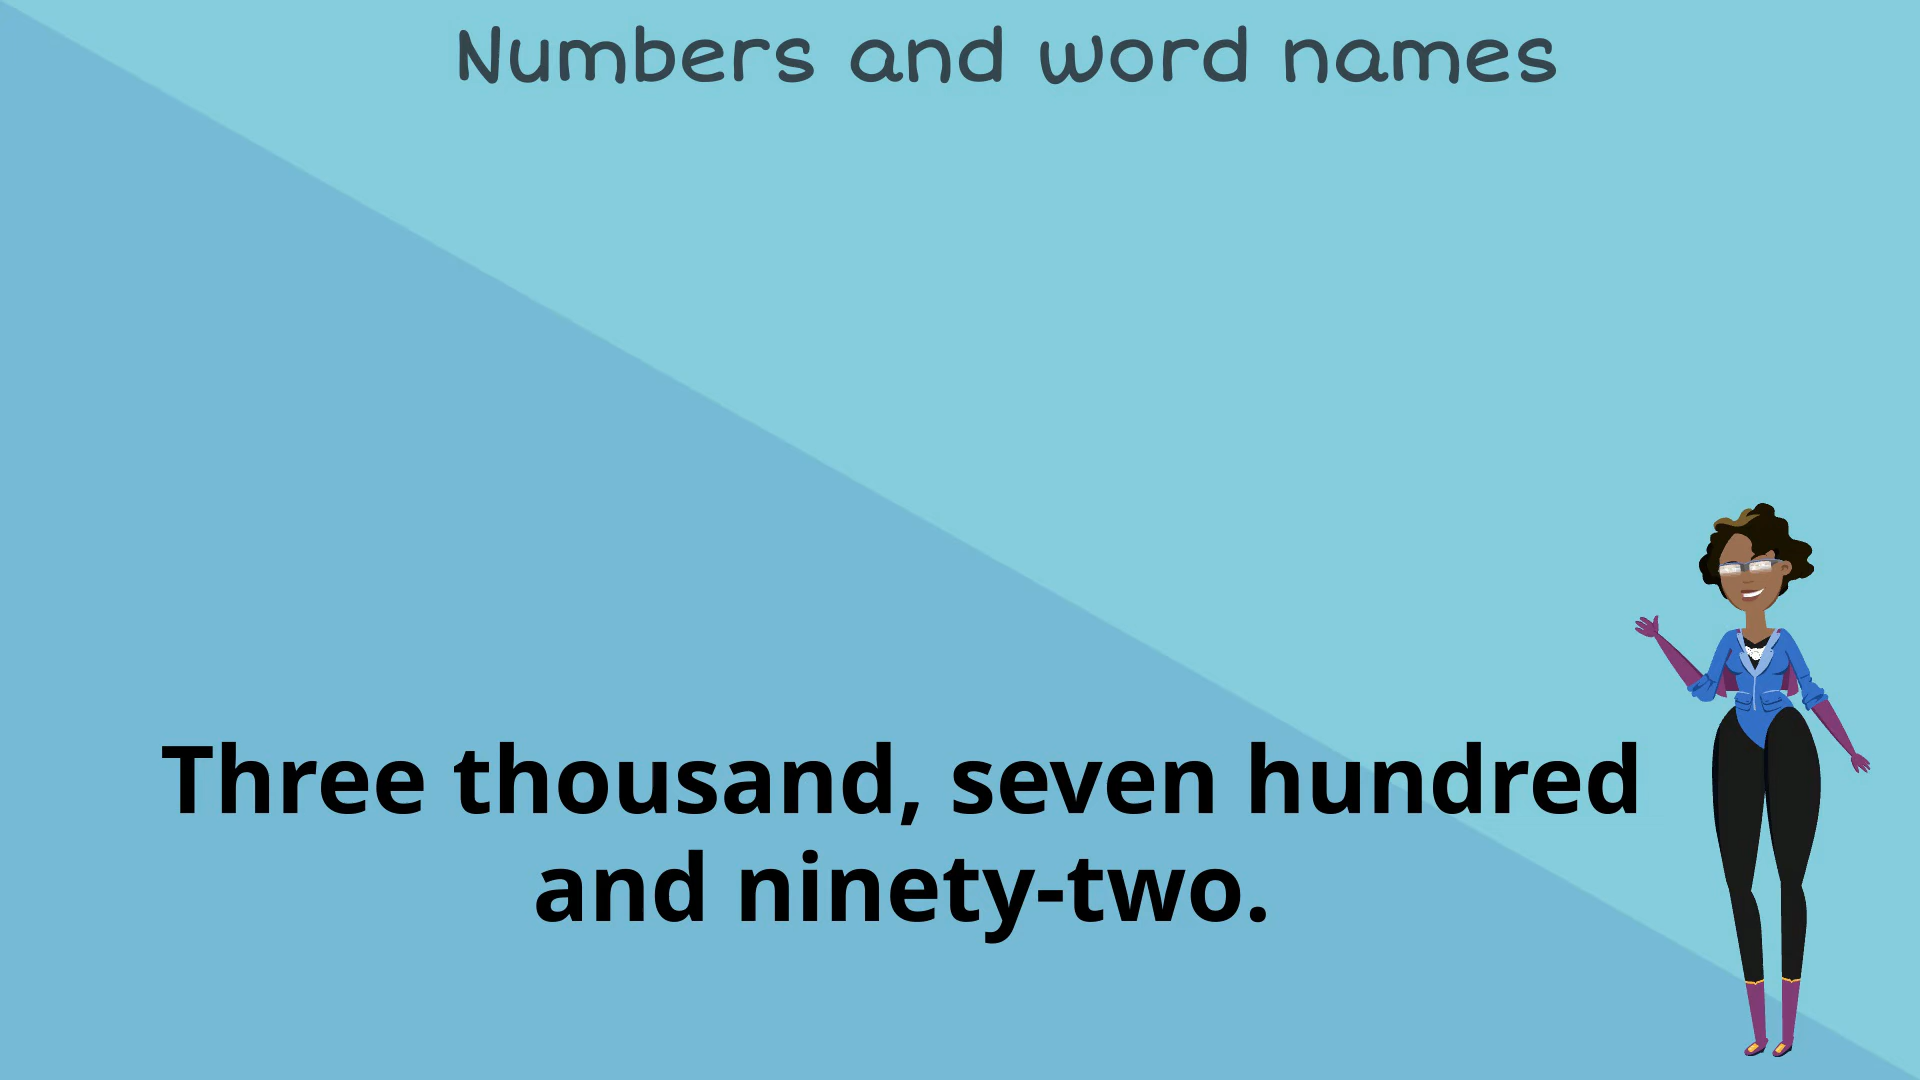 Numbers and word names
Three thousand, seven hundred
and ninety-two.